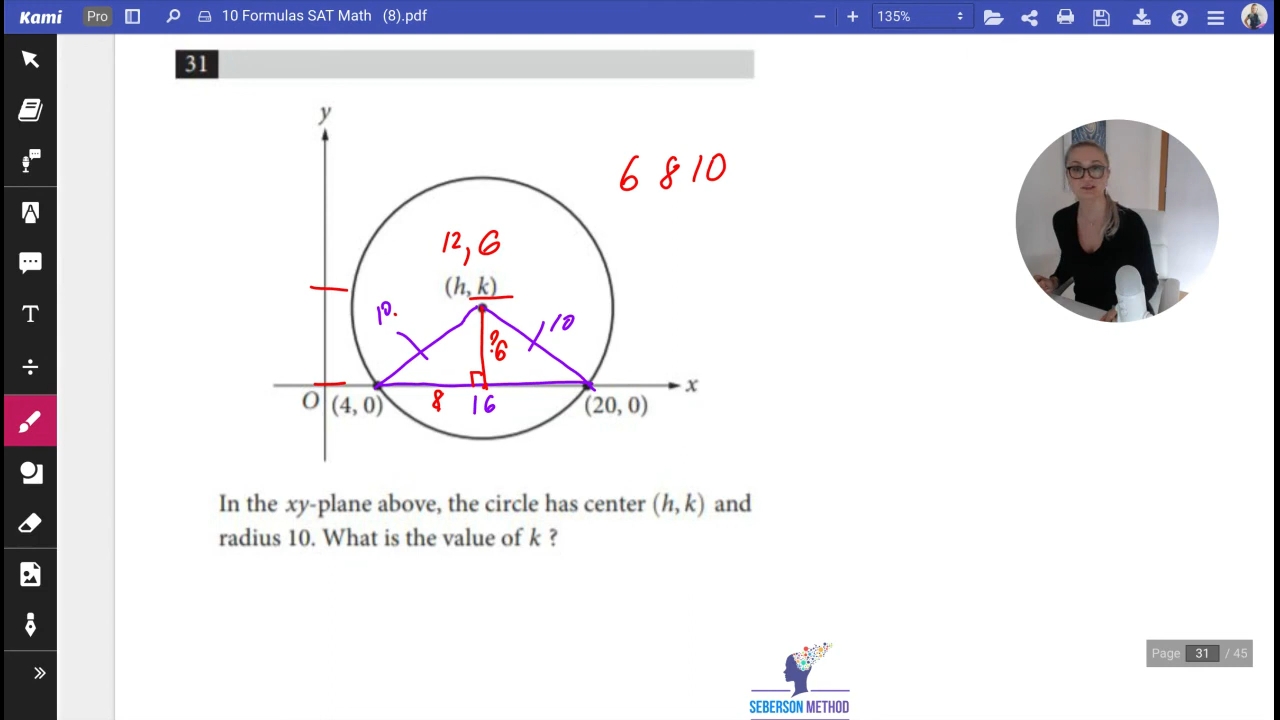 Kami Pro 10 Formulas SAT Math (8).pdf 135%
31
y
6 8 10
12, 6
(h, k)
10.
10
? 6
x
O (4, 0) 8 16 (20, 0)
In the xy-plane above, the circle has center (h, k) and
radius 10. What is the value of k ?
Page 31 / 45
SEBERSON METHOD